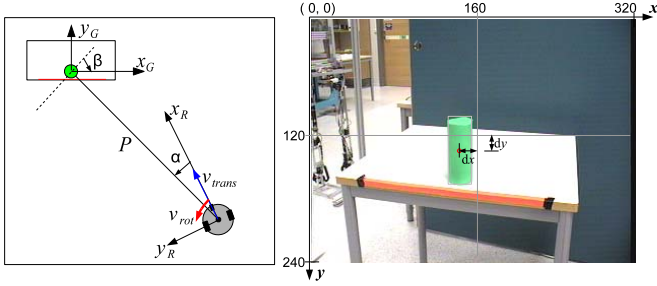 y_G
x_G
β
x_R
P
α
v_trans
v_rot
y_R
(0, 0)
160
320
x
120
dy
dx
240
y